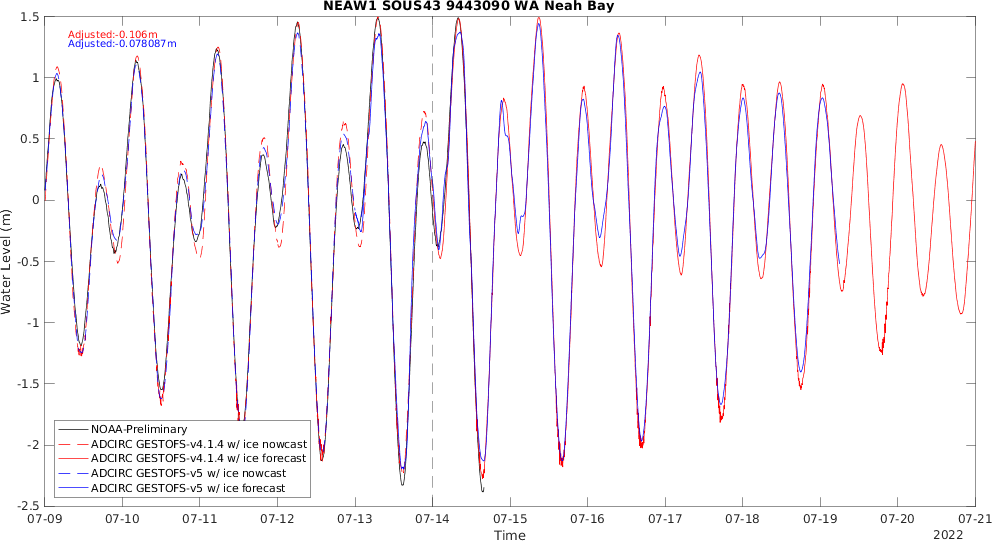 NEAW1 SOUS43 9443090 WA Neah Bay
Adjusted:-0.106m
Adjusted:-0.078087m
1.5
1
0.5
0
-0.5
-1
-1.5
-2
-2.5
Water Level (m)
NOAA-Preliminary
ADCIRC GESTOFS-v4.1.4 w/ ice nowcast
ADCIRC GESTOFS-v4.1.4 w/ ice forecast
ADCIRC GESTOFS-v5 w/ ice nowcast
ADCIRC GESTOFS-v5 w/ ice forecast
07-09 07-10 07-11 07-12 07-13 07-14 07-15 07-16 07-17 07-18 07-19 07-20 07-21
Time
2022